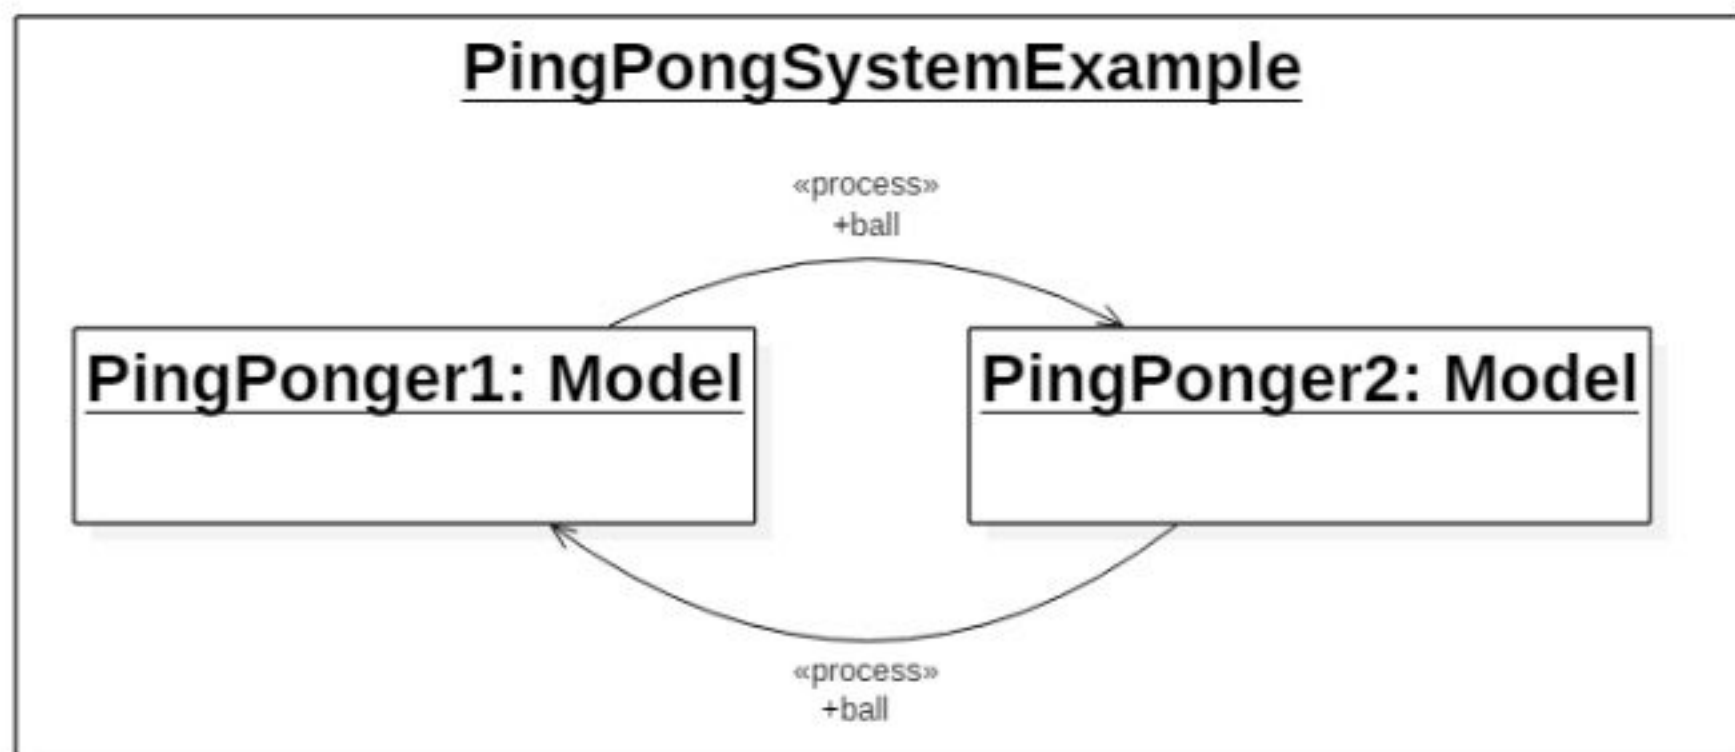 PingPongSystemExample
«process»
+ball
PingPonger1: Model
PingPonger2: Model
«process»
+ball